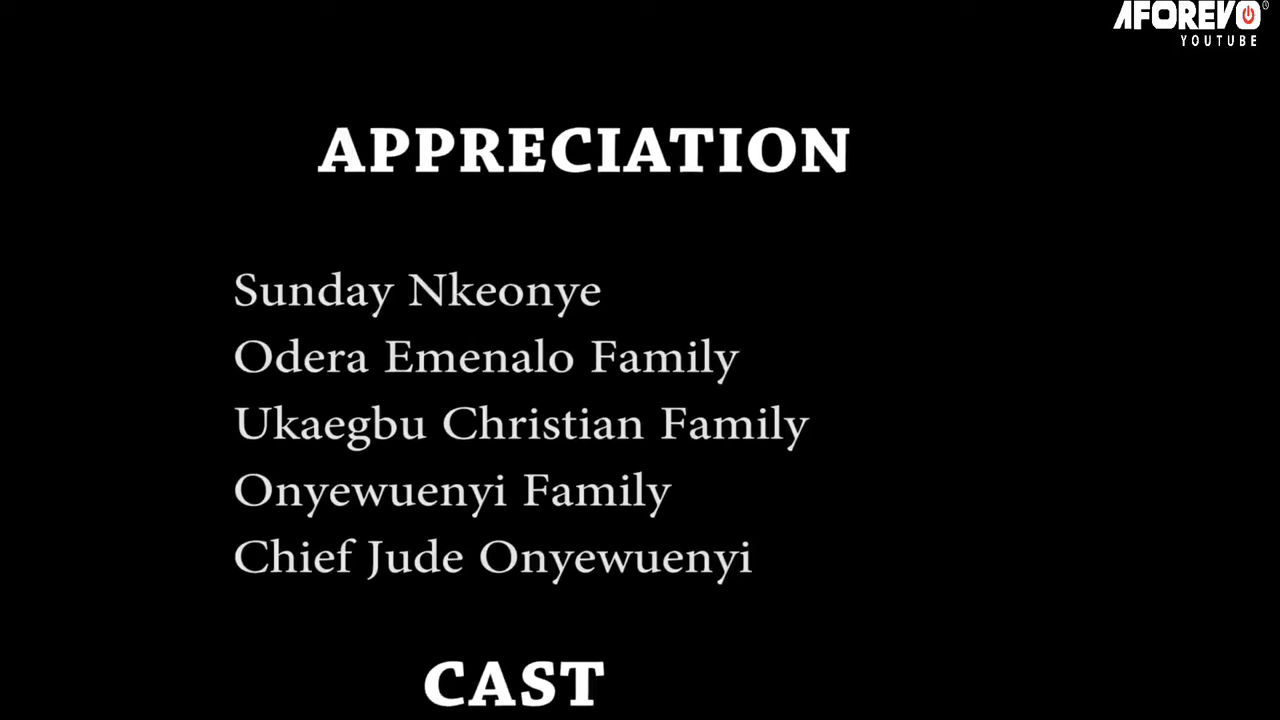 AFOREVO
YOUTUBE
APPRECIATION
Sunday Nkeonye
Odera Emenalo Family
Ukaegbu Christian Family
Onyewuenyi Family
Chief Jude Onyewuenyi
CAST